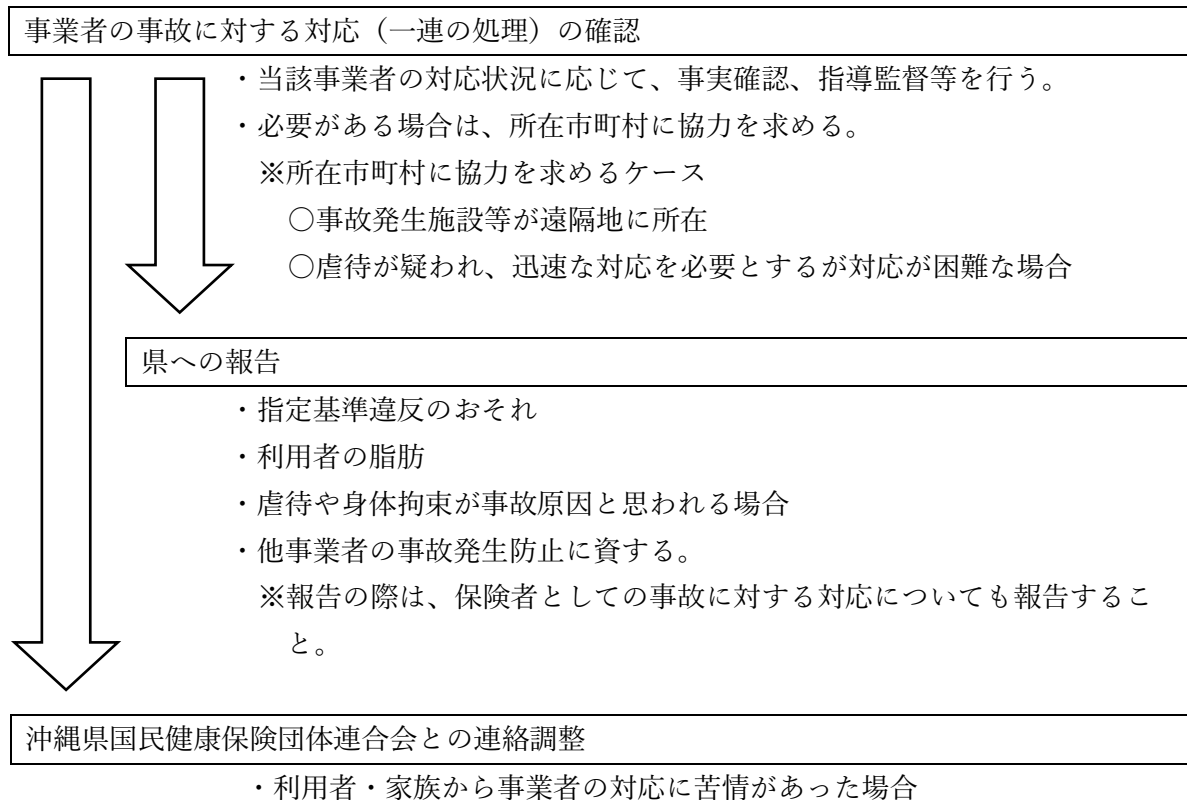 事業者の事故に対する対応（一連の処理）の確認
・当該事業者の対応状況に応じて、事実確認、指導監督等を行う。
・必要がある場合は、所在市町村に協力を求める。
※所在市町村に協力を求めるケース
○事故発生施設等が遠隔地に所在
○虐待が疑われ、迅速な対応を必要とするが対応が困難な場合
県への報告
・指定基準違反のおそれ
・利用者の脂肪
・虐待や身体拘束が事故原因と思われる場合
・他事業者の事故発生防止に資する。
※報告の際は、保険者としての事故に対する対応についても報告するこ
と。
沖縄県国民健康保険団体連合会との連絡調整
・利用者・家族から事業者の対応に苦情があった場合